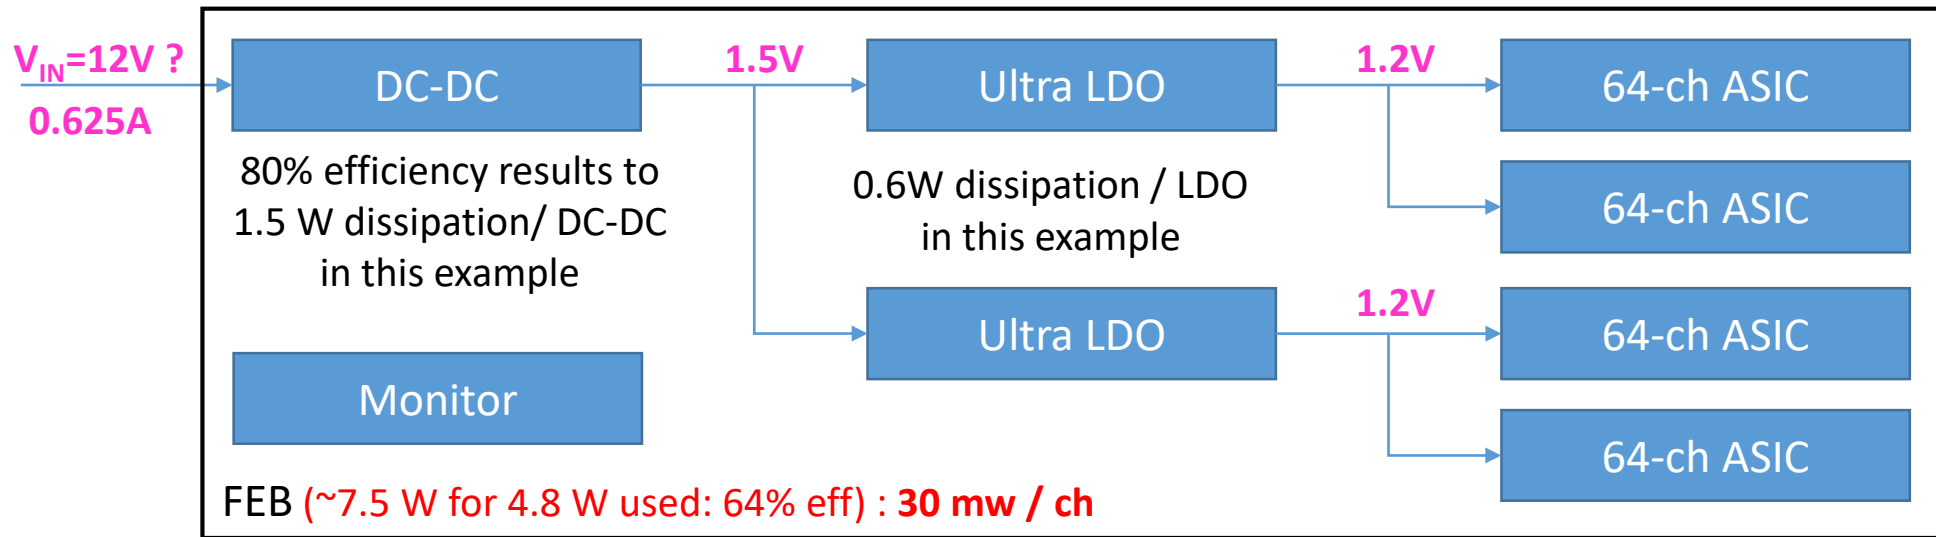 V_IN=12V ?
0.625A
DC-DC
1.5V
Ultra LDO
1.2V
64-ch ASIC
80% efficiency results to
1.5 W dissipation/ DC-DC
in this example
0.6W dissipation / LDO
in this example
64-ch ASIC
Ultra LDO
1.2V
64-ch ASIC
Monitor
64-ch ASIC
FEB (~7.5 W for 4.8 W used: 64% eff) : 30 mw / ch